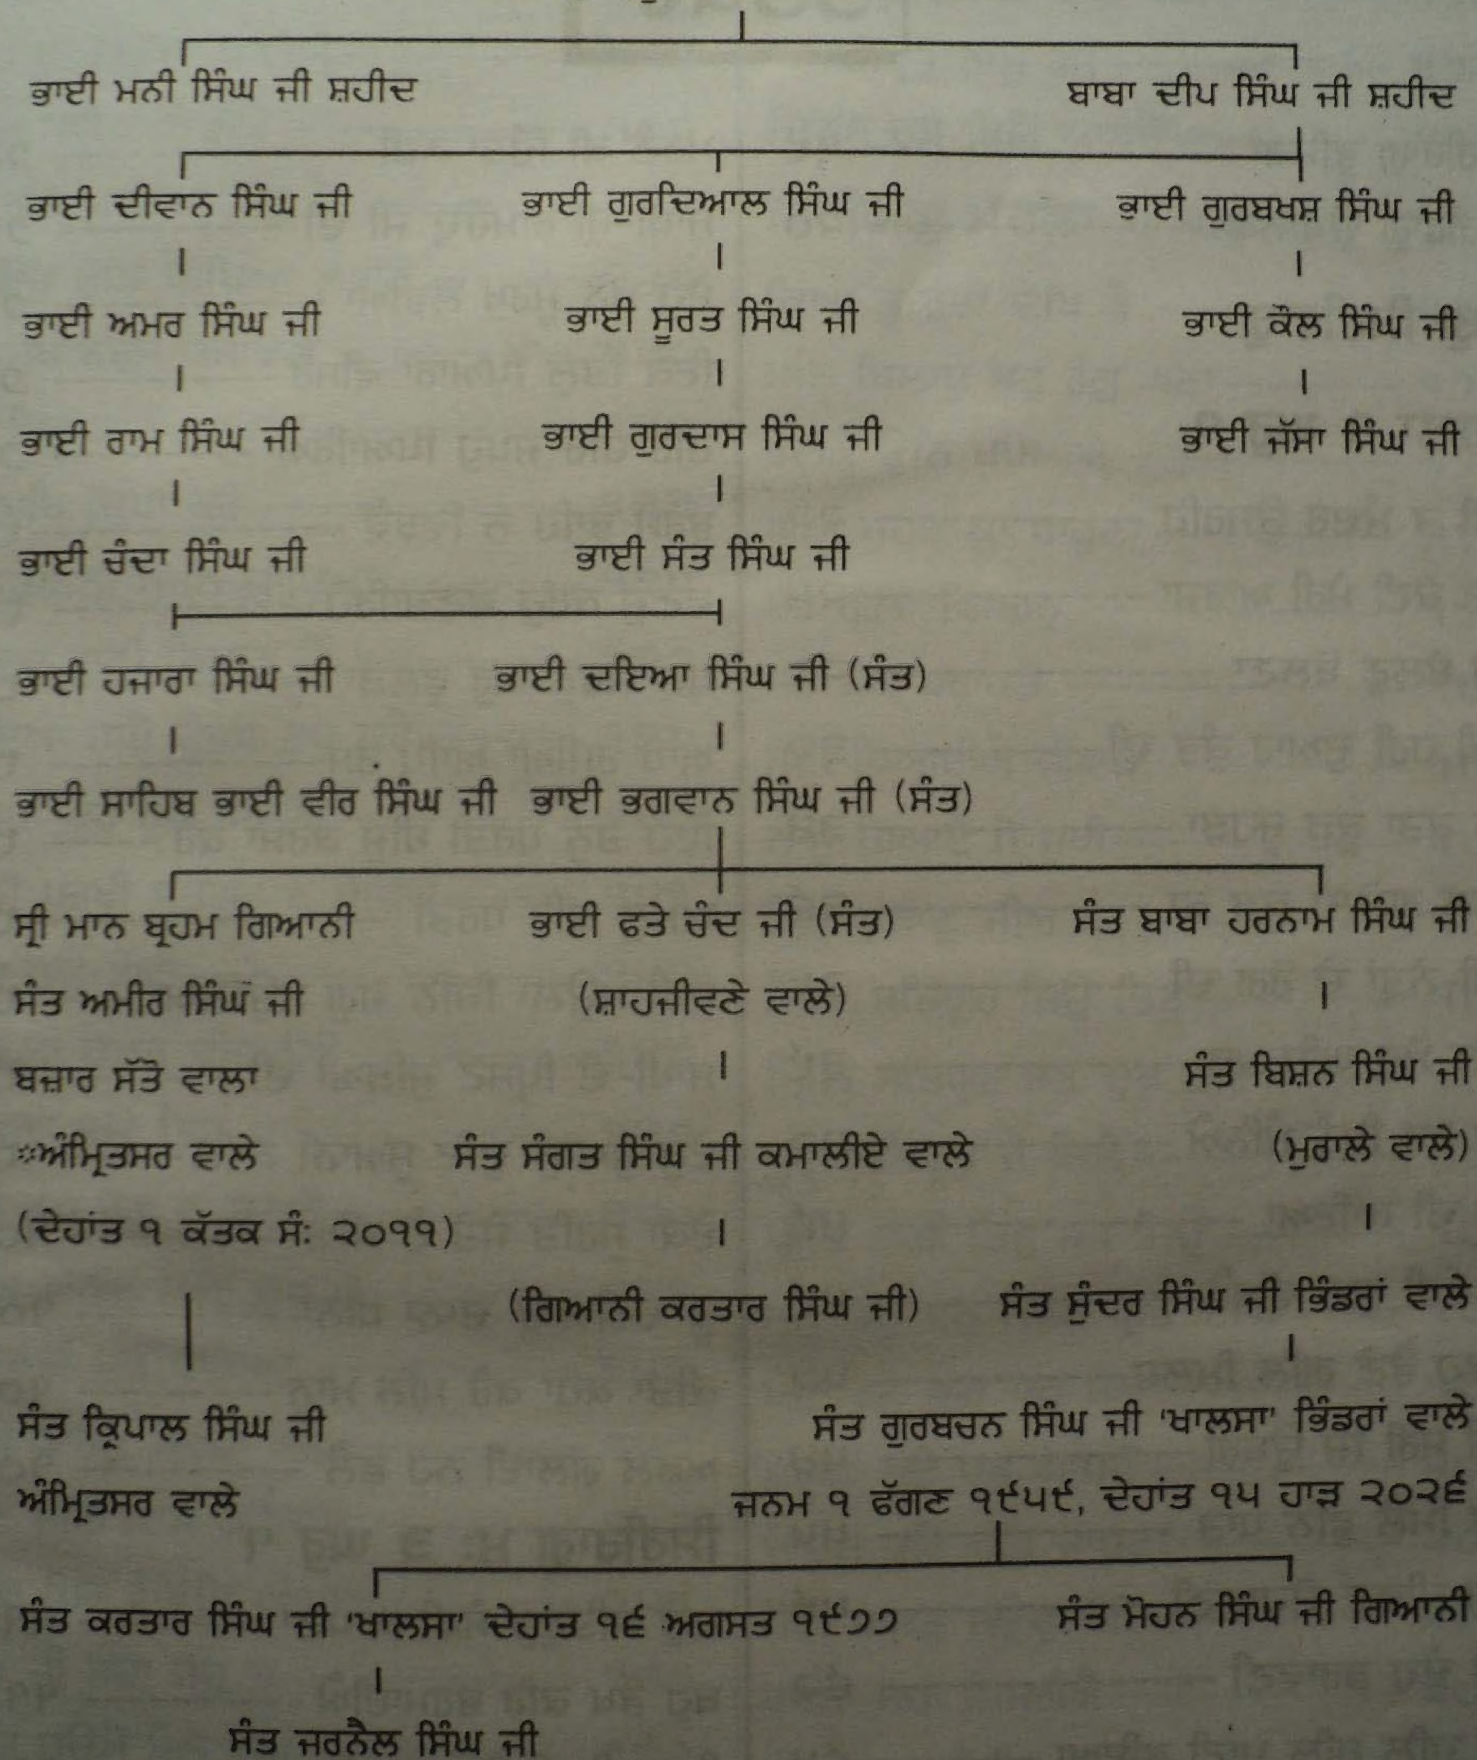 ਭਾਈ ਮਨੀ ਸਿੰਘ ਜੀ ਸ਼ਹੀਦ ਬਾਬਾ ਦੀਪ ਸਿੰਘ ਜੀ ਸ਼ਹੀਦ
ਭਾਈ ਦੀਵਾਨ ਸਿੰਘ ਜੀ ਭਾਈ ਗੁਰਦਿਆਲ ਸਿੰਘ ਜੀ ਭਾਈ ਗੁਰਬਖਸ਼ ਸਿੰਘ ਜੀ
ਭਾਈ ਅਮਰ ਸਿੰਘ ਜੀ ਭਾਈ ਸੂਰਤ ਸਿੰਘ ਜੀ ਭਾਈ ਕੌਲ ਸਿੰਘ ਜੀ
ਭਾਈ ਰਾਮ ਸਿੰਘ ਜੀ ਭਾਈ ਗੁਰਦਾਸ ਸਿੰਘ ਜੀ ਭਾਈ ਜੱਸਾ ਸਿੰਘ ਜੀ
ਭਾਈ ਚੰਦਾ ਸਿੰਘ ਜੀ ਭਾਈ ਸੰਤ ਸਿੰਘ ਜੀ
ਭਾਈ ਹਜਾਰਾ ਸਿੰਘ ਜੀ ਭਾਈ ਦਇਆ ਸਿੰਘ ਜੀ (ਸੰਤ)
ਭਾਈ ਸਾਹਿਬ ਭਾਈ ਵੀਰ ਸਿੰਘ ਜੀ ਭਾਈ ਭਗਵਾਨ ਸਿੰਘ ਜੀ (ਸੰਤ)
ਸ੍ਰੀ ਮਾਨ ਬ੍ਰਹਮ ਗਿਆਨੀ ਭਾਈ ਫਤੇ ਚੰਦ ਜੀ (ਸੰਤ) ਸੰਤ ਬਾਬਾ ਹਰਨਾਮ ਸਿੰਘ ਜੀ
ਸੰਤ ਅਮੀਰ ਸਿੰਘ ਜੀ (ਸ਼ਾਹਜੀਵਣੇ ਵਾਲੇ)
ਬਜ਼ਾਰ ਸੱਤੋ ਵਾਲਾ ਸੰਤ ਬਿਸ਼ਨ ਸਿੰਘ ਜੀ
ਅੰਮ੍ਰਿਤਸਰ ਵਾਲੇ ਸੰਤ ਸੰਗਤ ਸਿੰਘ ਜੀ ਕਮਾਲੀਏ ਵਾਲੇ (ਮੁਰਾਲੇ ਵਾਲੇ)
(ਦੇਹਾਂਤ ੧ ਕੱਤਕ ਸੰ: ੨੦੧੧)
(ਗਿਆਨੀ ਕਰਤਾਰ ਸਿੰਘ ਜੀ) ਸੰਤ ਸੁੰਦਰ ਸਿੰਘ ਜੀ ਭਿੰਡਰਾਂ ਵਾਲੇ
ਸੰਤ ਕ੍ਰਿਪਾਲ ਸਿੰਘ ਜੀ ਸੰਤ ਗੁਰਬਚਨ ਸਿੰਘ ਜੀ 'ਖਾਲਸਾ' ਭਿੰਡਰਾਂ ਵਾਲੇ
ਅੰਮ੍ਰਿਤਸਰ ਵਾਲੇ ਜਨਮ ੧ ਫੱਗਣ ੧੯੫੯, ਦੇਹਾਂਤ ੧੫ ਹਾੜ ੨੦੨੬
ਸੰਤ ਕਰਤਾਰ ਸਿੰਘ ਜੀ 'ਖਾਲਸਾ' ਦੇਹਾਂਤ ੧੬ ਅਗਸਤ ੧੯੭੭ ਸੰਤ ਮੋਹਨ ਸਿੰਘ ਜੀ ਗਿਆਨੀ
ਸੰਤ ਜਰਨੈਲ ਸਿੰਘ ਜੀ